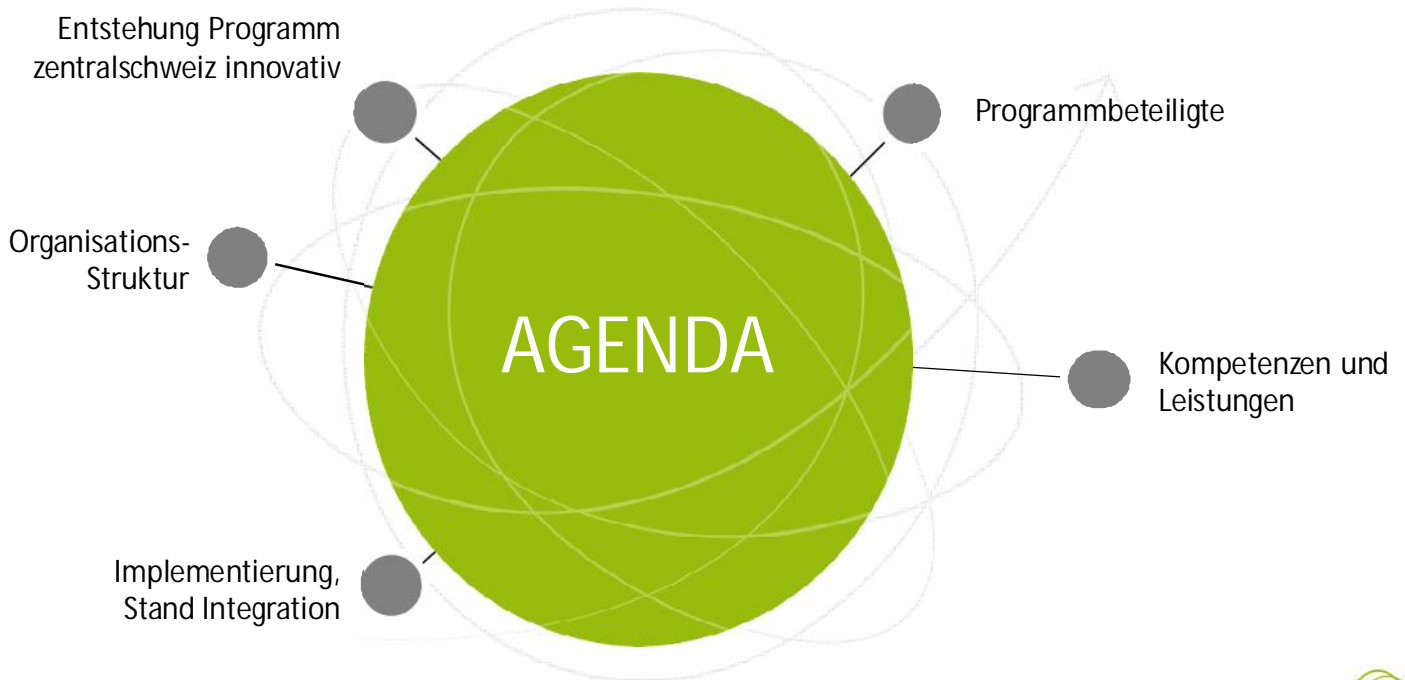 Entstehung Programm
zentralschweiz innovativ
Programmbeteiligte
Organisations-
Struktur
AGENDA
Kompetenzen und
Leistungen
Implementierung,
Stand Integration